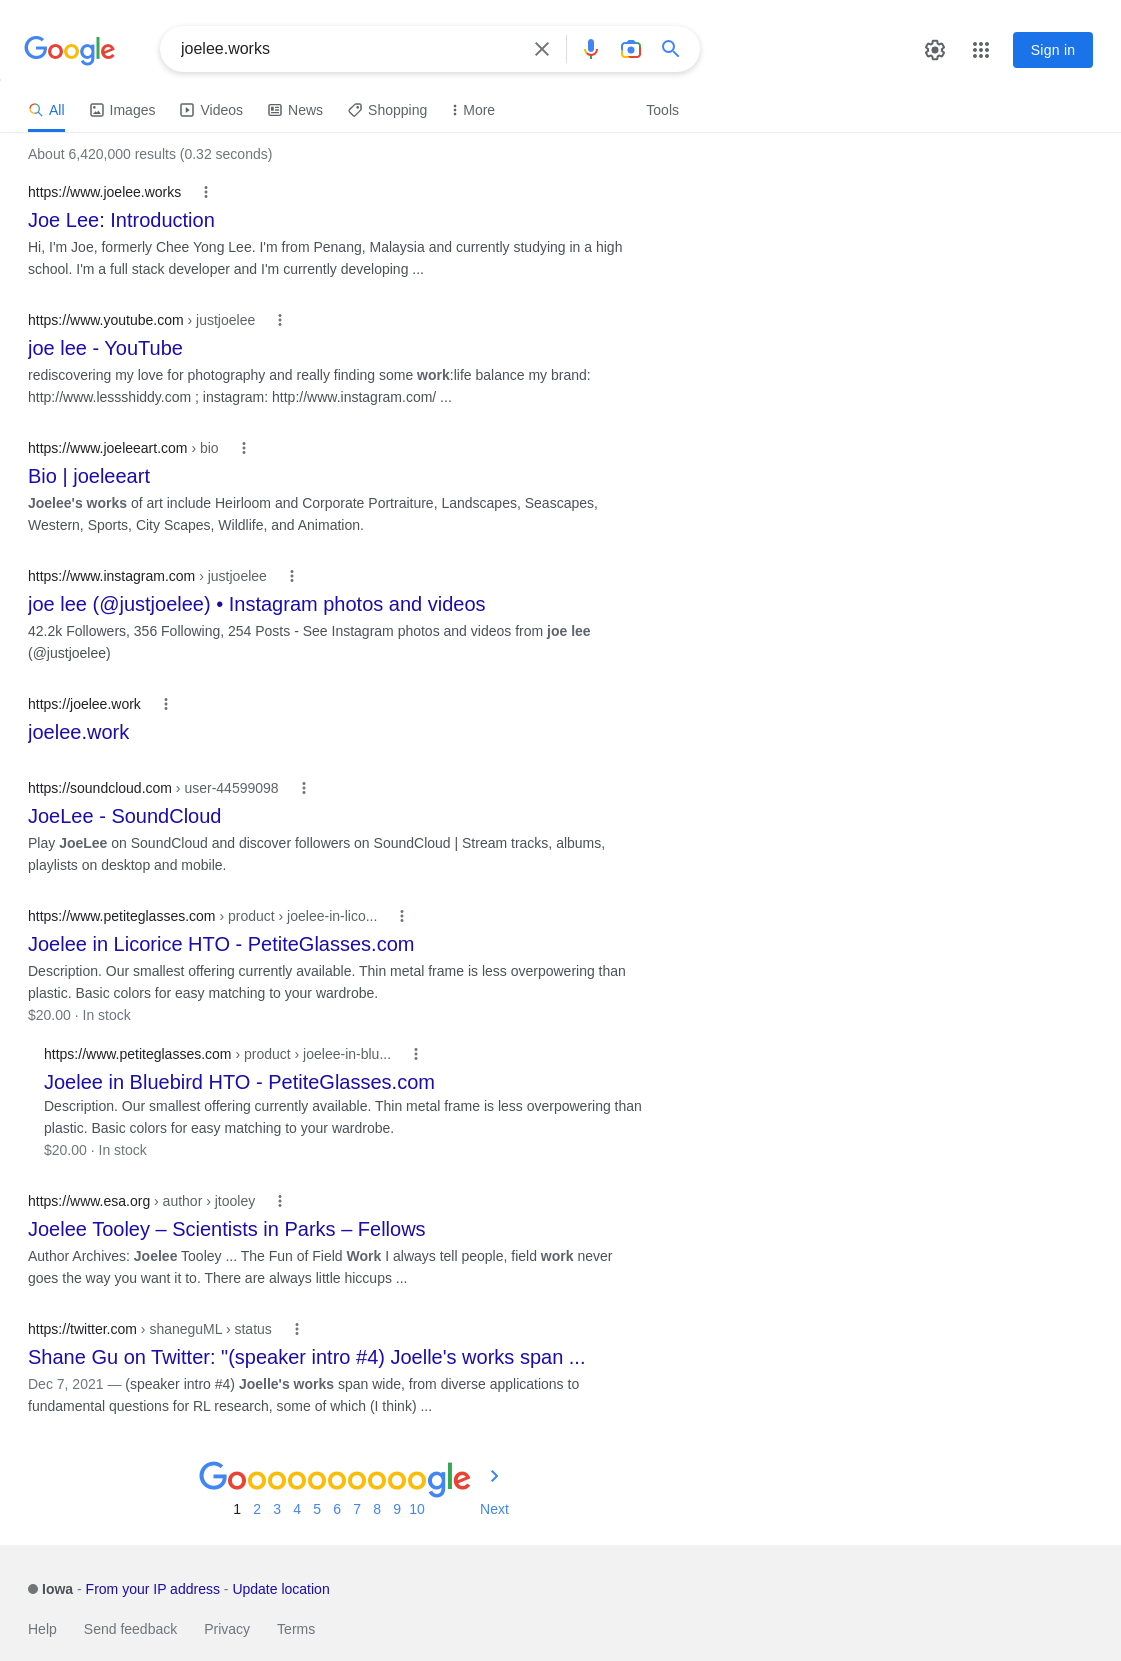 Google
joelee.works
Sign in
All Images Videos News Shopping More Tools
About 6,420,000 results (0.32 seconds)
https://www.joelee.works
Joe Lee: Introduction
Hi, I'm Joe, formerly Chee Yong Lee. I'm from Penang, Malaysia and currently studying in a high
school. I'm a full stack developer and I'm currently developing ...
https://www.youtube.com › justjoelee
joe lee - YouTube
rediscovering my love for photography and really finding some work:life balance my brand:
http://www.lessshiddy.com ; instagram: http://www.instagram.com/ ...
https://www.joeleeart.com › bio
Bio | joeleeart
Joelee's works of art include Heirloom and Corporate Portraiture, Landscapes, Seascapes,
Western, Sports, City Scapes, Wildlife, and Animation.
https://www.instagram.com › justjoelee
joe lee (@justjoelee) • Instagram photos and videos
42.2k Followers, 356 Following, 254 Posts - See Instagram photos and videos from joe lee
(@justjoelee)
https://joelee.work
joelee.work
https://soundcloud.com › user-44599098
JoeLee - SoundCloud
Play JoeLee on SoundCloud and discover followers on SoundCloud | Stream tracks, albums,
playlists on desktop and mobile.
https://www.petiteglasses.com › product › joelee-in-lico...
Joelee in Licorice HTO - PetiteGlasses.com
Description. Our smallest offering currently available. Thin metal frame is less overpowering than
plastic. Basic colors for easy matching to your wardrobe.
$20.00 · In stock
https://www.petiteglasses.com › product › joelee-in-blu...
Joelee in Bluebird HTO - PetiteGlasses.com
Description. Our smallest offering currently available. Thin metal frame is less overpowering than
plastic. Basic colors for easy matching to your wardrobe.
$20.00 · In stock
https://www.esa.org › author › jtooley
Joelee Tooley – Scientists in Parks – Fellows
Author Archives: Joelee Tooley ... The Fun of Field Work I always tell people, field work never
goes the way you want it to. There are always little hiccups ...
https://twitter.com › shaneguML › status
Shane Gu on Twitter: "(speaker intro #4) Joelle's works span ...
Dec 7, 2021 — (speaker intro #4) Joelle's works span wide, from diverse applications to
fundamental questions for RL research, some of which (I think) ...
Goooooooooogle
1 2 3 4 5 6 7 8 9 10 Next
Iowa - From your IP address - Update location
Help Send feedback Privacy Terms